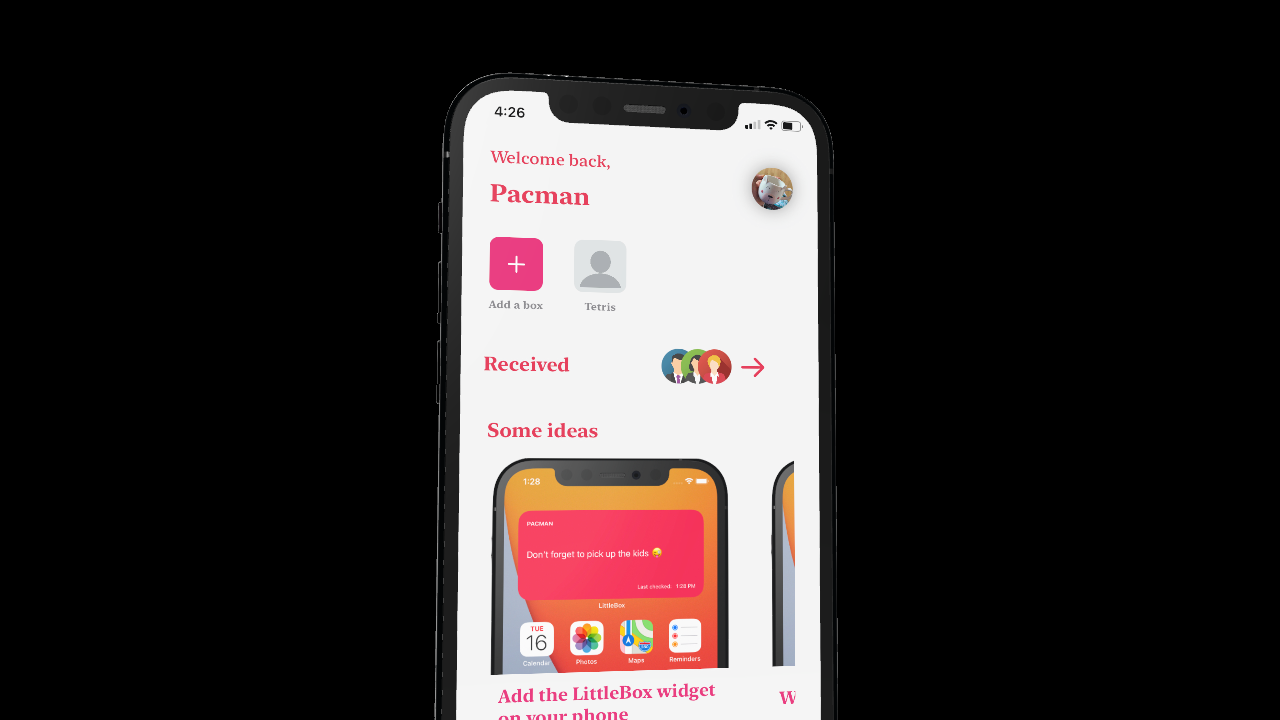 4:26
Welcome back,
Pacman
Add a box
Tetris
Received
Some ideas
1:28
PACMAN
Don't forget to pick up the kids 😜
Last checked: 1:28 PM
LittleBox
TUE
16
Calendar
Photos
Maps
Reminders
Add the LittleBox widget
on your phone
W